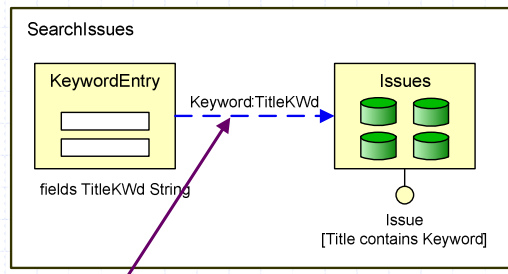 SearchIssues
KeywordEntry
Keyword:TitleKWd
Issues
fields TitleKWd String
Issue
[Title contains Keyword]